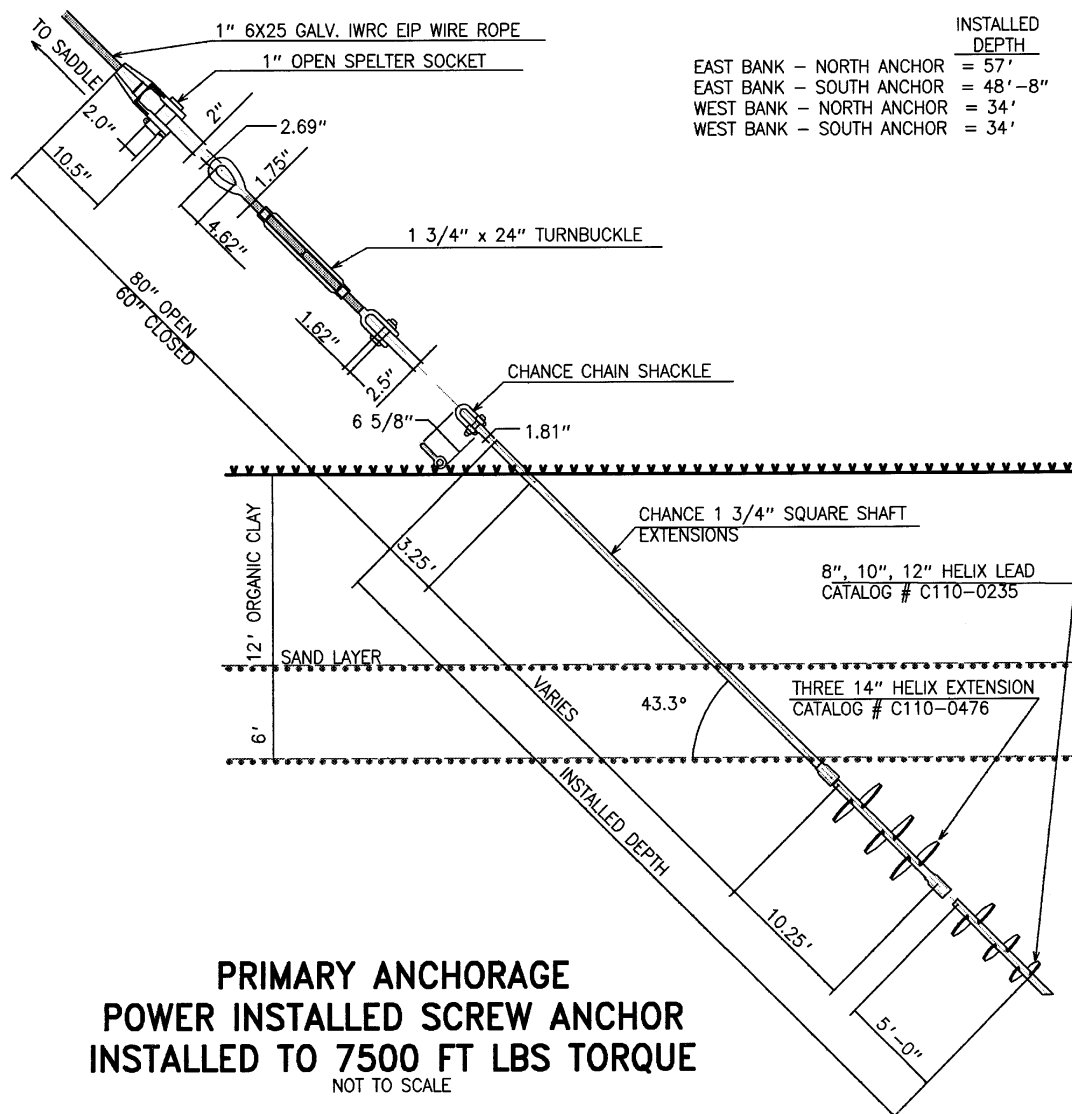 INSTALLED
DEPTH
EAST BANK – NORTH ANCHOR = 57'
EAST BANK – SOUTH ANCHOR = 48'-8"
WEST BANK – NORTH ANCHOR = 34'
WEST BANK – SOUTH ANCHOR = 34'
TO SADDLE
1" 6X25 GALV. IWRC EIP WIRE ROPE
1" OPEN SPELTER SOCKET
2"
2.0"
2.69"
10.5"
1.75"
4.62"
1 3/4" x 24" TURNBUCKLE
80" OPEN
60" CLOSED
1.62"
2.5"
CHANCE CHAIN SHACKLE
6 5/8"
1.81"
12' ORGANIC CLAY
3.25'
CHANCE 1 3/4" SQUARE SHAFT
EXTENSIONS
8", 10", 12" HELIX LEAD
CATALOG # C110-0235
SAND LAYER
VARIES
43.3°
THREE 14" HELIX EXTENSION
CATALOG # C110-0476
6'
INSTALLED DEPTH
10.25'
5'-0"
PRIMARY ANCHORAGE
POWER INSTALLED SCREW ANCHOR
INSTALLED TO 7500 FT LBS TORQUE
NOT TO SCALE